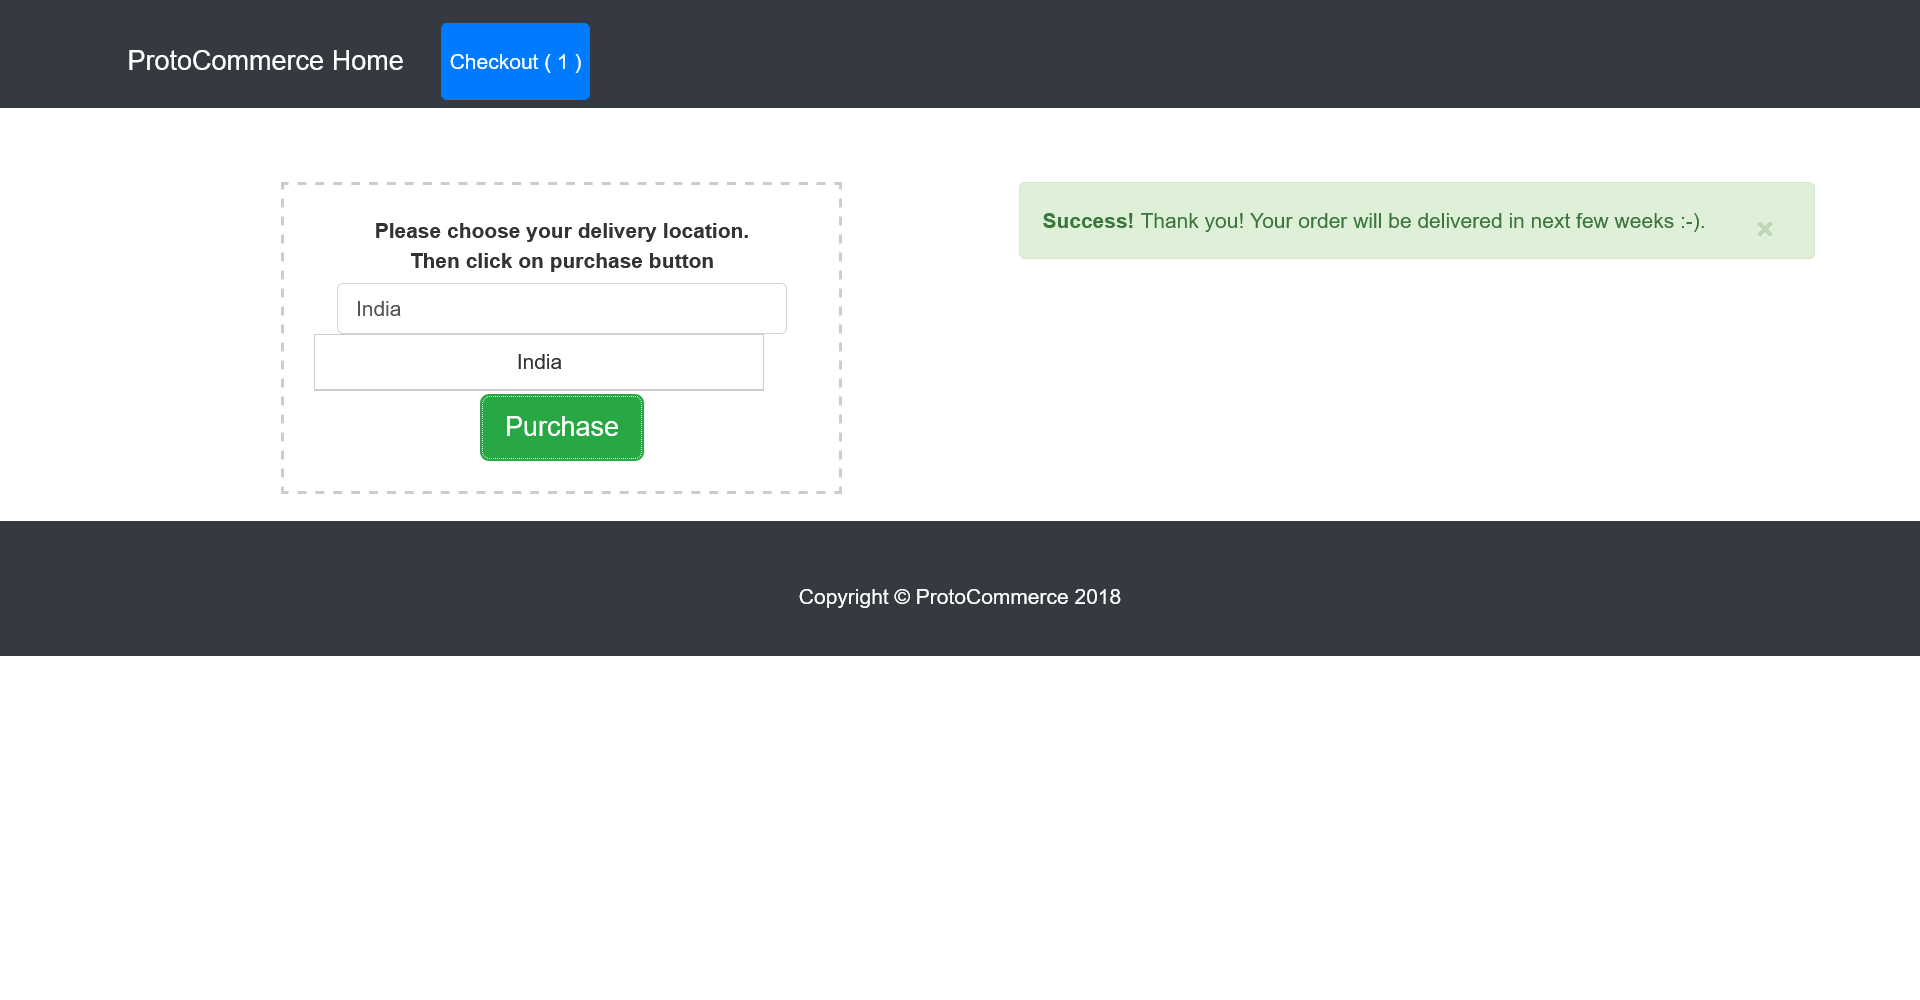 ProtoCommerce Home
Checkout ( 1 )
Please choose your delivery location.
Then click on purchase button
India
India
Purchase
Success! Thank you! Your order will be delivered in next few weeks :-).
×
Copyright © ProtoCommerce 2018